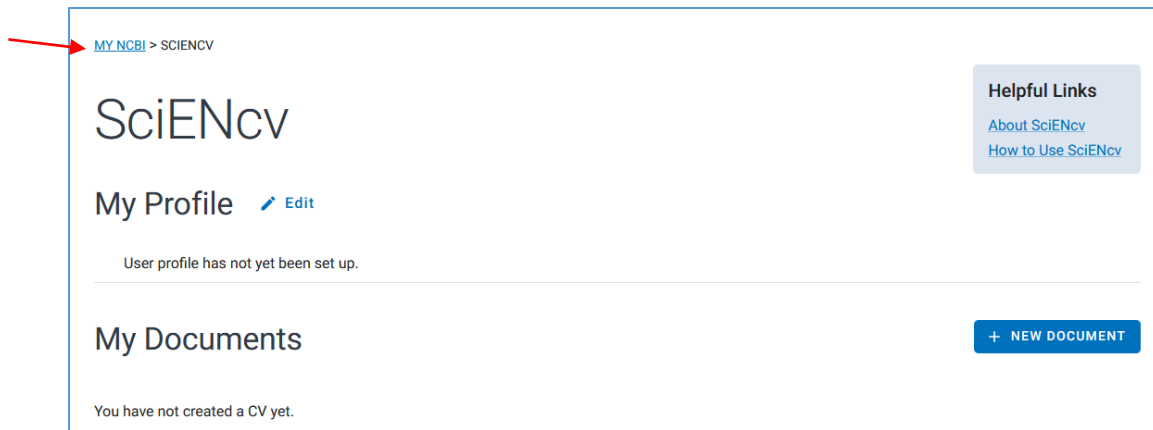 MY NCBI > SCIENCV
SciENcv
Helpful Links
About SciENcv
How to Use SciENcv
My Profile Edit
User profile has not yet been set up.
My Documents
+ NEW DOCUMENT
You have not created a CV yet.